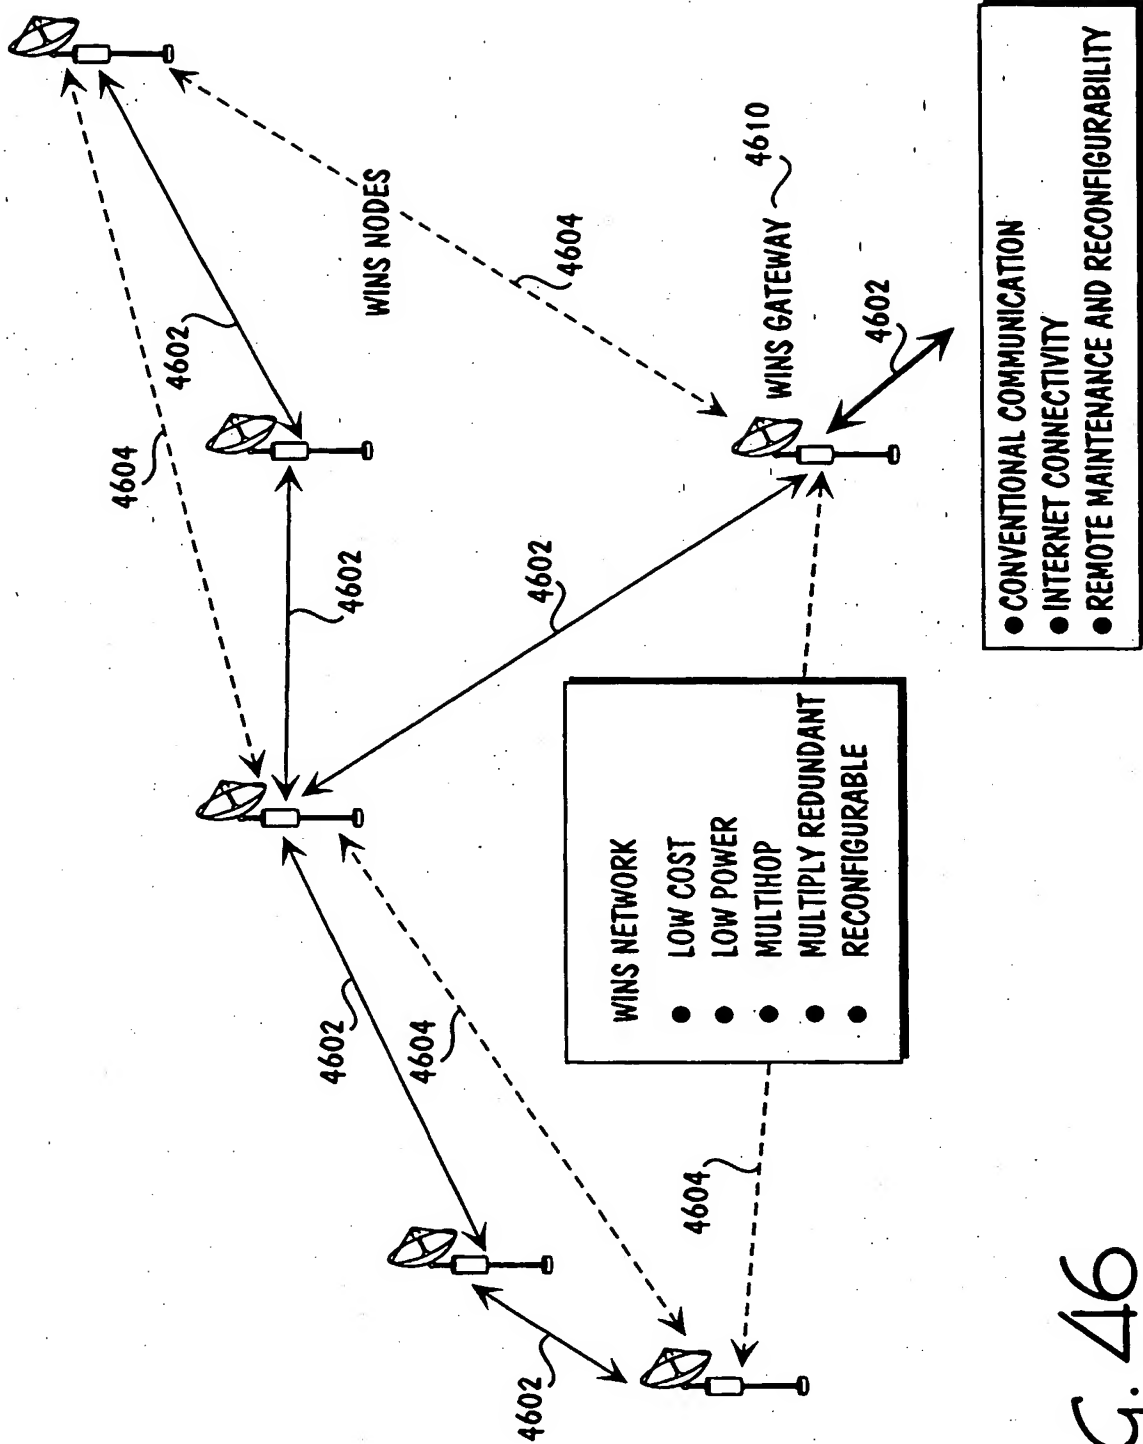 4604
4602
WINS NODES
4602
4604
4602
WINS GATEWAY
4610
4602
4602
4604
4602
4604
WINS NETWORK
● LOW COST
● LOW POWER
● MULTIHOP
● MULTIPLY REDUNDANT
● RECONFIGURABLE
● CONVENTIONAL COMMUNICATION
● INTERNET CONNECTIVITY
● REMOTE MAINTENANCE AND RECONFIGURABILITY
G. 46